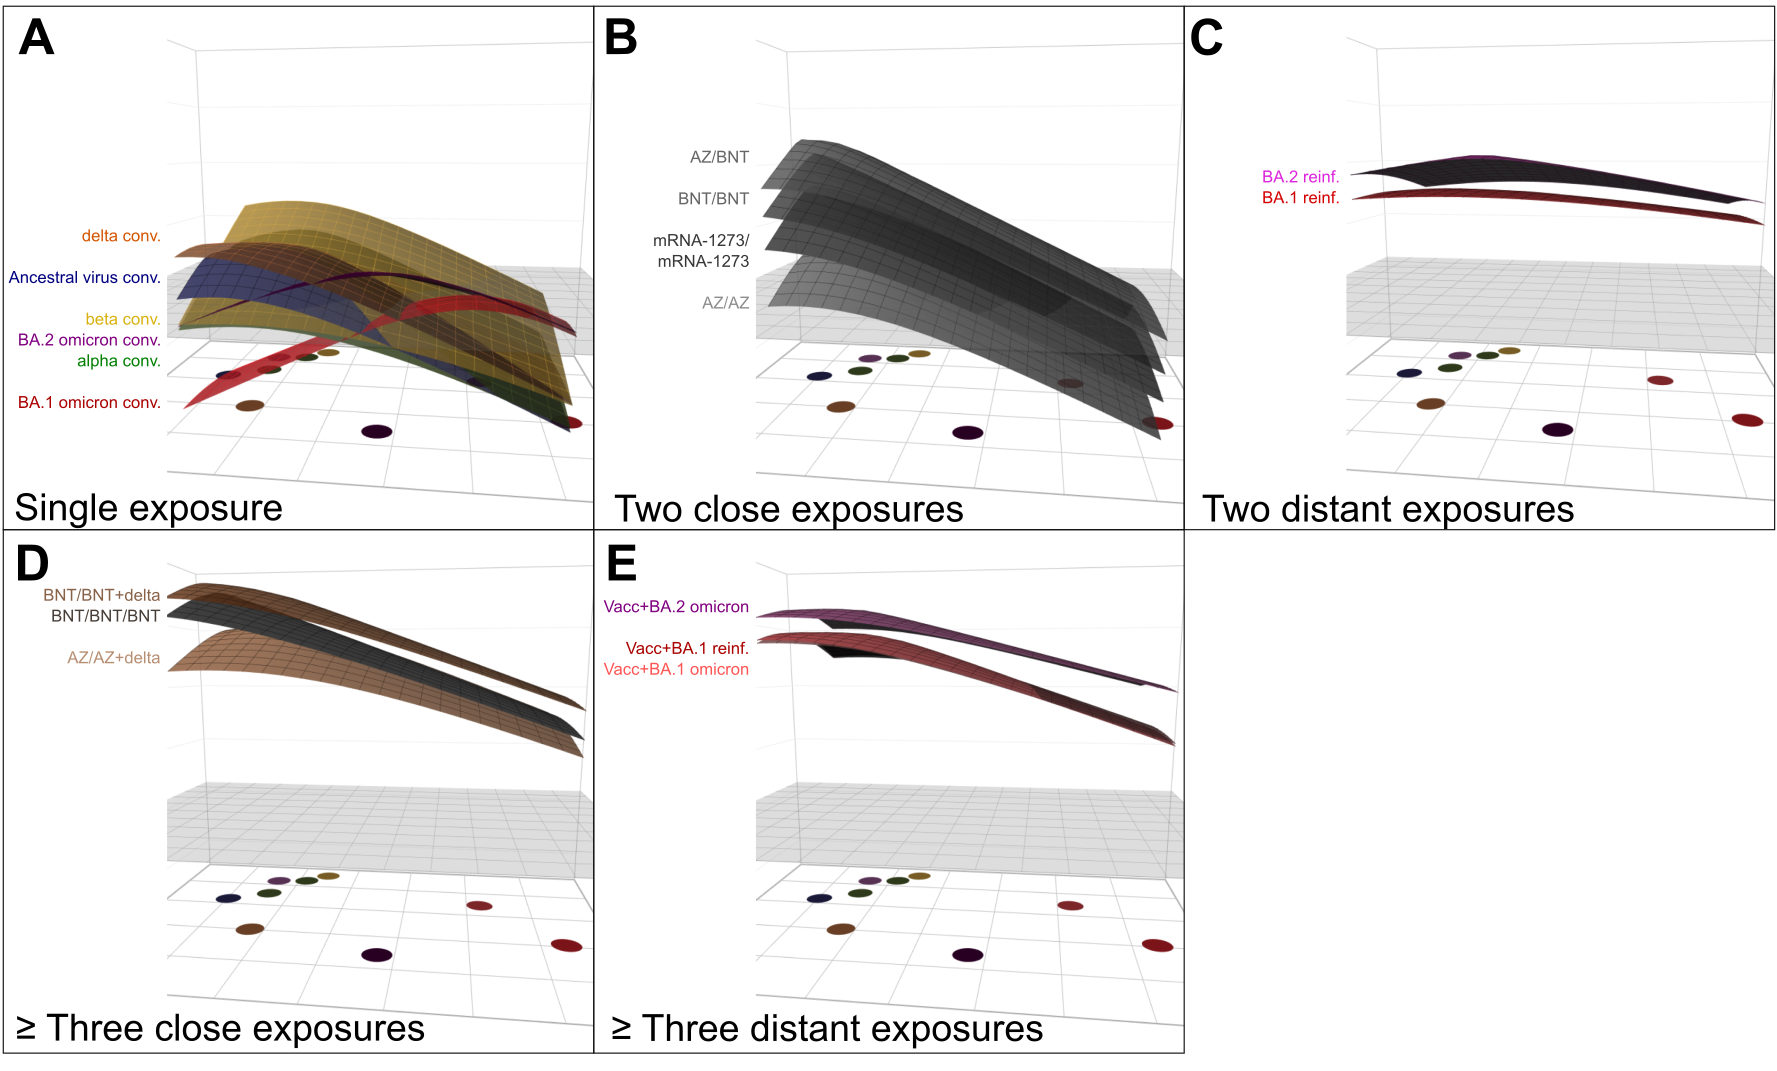 A
delta conv.
Ancestral virus conv.
beta conv.
BA.2 omicron conv.
alpha conv.
BA.1 omicron conv.
Single exposure
B
AZ/BNT
BNT/BNT
mRNA-1273/
mRNA-1273
AZ/AZ
Two close exposures
C
BA.2 reinf.
BA.1 reinf.
Two distant exposures
D
BNT/BNT+delta
BNT/BNT/BNT
AZ/AZ+delta
≥ Three close exposures
E
Vacc+BA.2 omicron
Vacc+BA.1 reinf.
Vacc+BA.1 omicron
≥ Three distant exposures